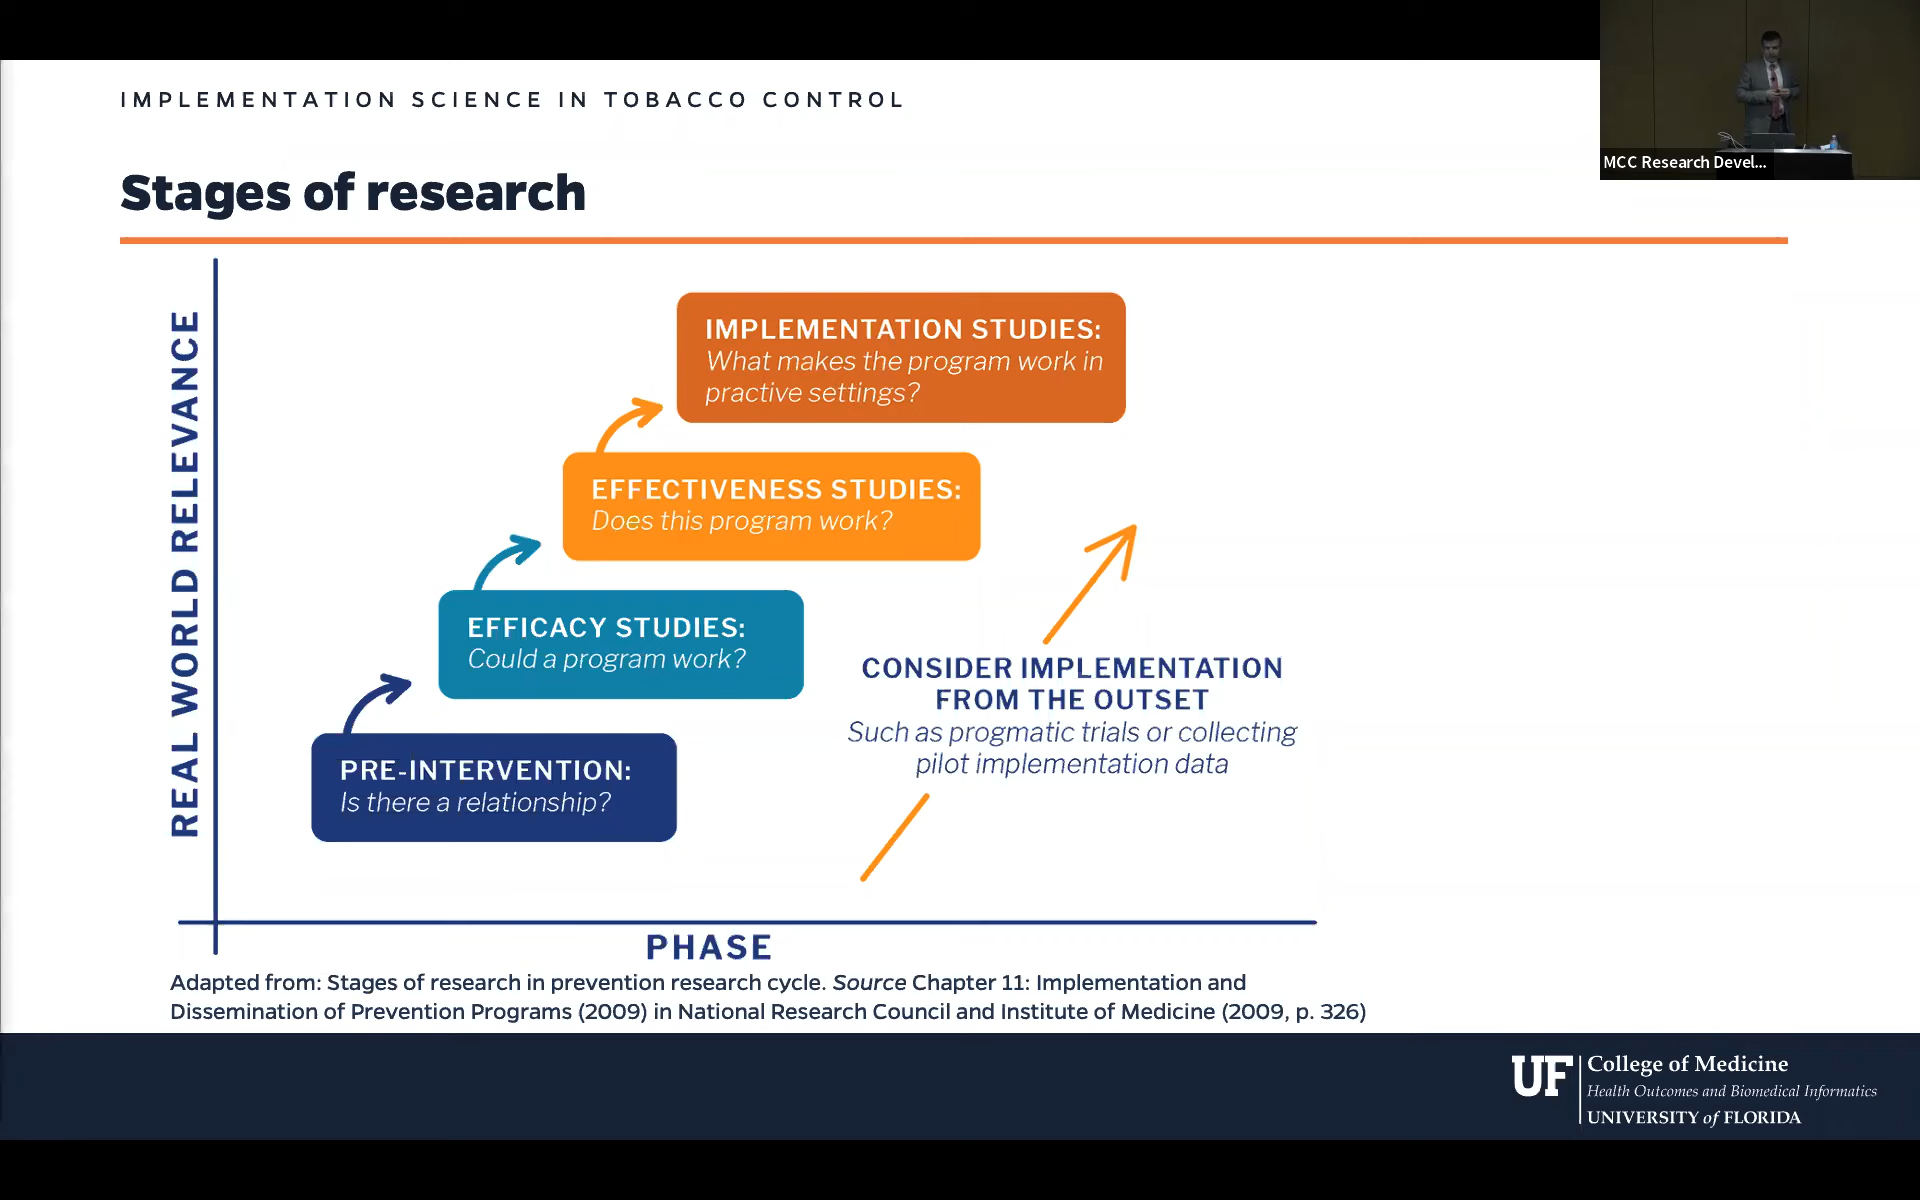 IMPLEMENTATION SCIENCE IN TOBACCO CONTROL
MCC Research Devel...
Stages of research
REAL WORLD RELEVANCE
IMPLEMENTATION STUDIES:
What makes the program work in
practive settings?
EFFECTIVENESS STUDIES:
Does this program work?
EFFICACY STUDIES:
Could a program work?
PRE-INTERVENTION:
Is there a relationship?
CONSIDER IMPLEMENTATION
FROM THE OUTSET
Such as progmatic trials or collecting
pilot implementation data
PHASE
Adapted from: Stages of research in prevention research cycle. Source Chapter 11: Implementation and
Dissemination of Prevention Programs (2009) in National Research Council and Institute of Medicine (2009, p. 326)
UF
College of Medicine
Health Outcomes and Biomedical Informatics
UNIVERSITY of FLORIDA